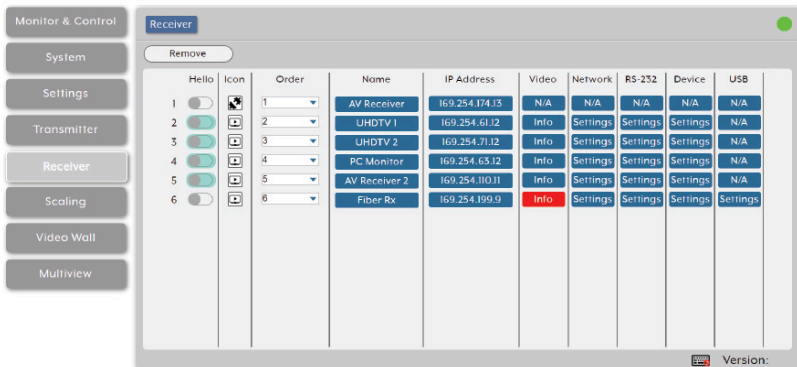 Monitor & Control
System
Settings
Transmitter
Receiver
Scaling
Video Wall
Multiview
Receiver
Remove
Hello Icon Order Name IP Address Video Network RS-232 Device USB
1 1 AV Receiver 169.254.174.13 N/A N/A N/A N/A N/A
2 2 UHDTV 1 169.254.61.12 Info Settings Settings Settings N/A
3 3 UHDTV 2 169.254.71.12 Info Settings Settings Settings N/A
4 4 PC Monitor 169.254.63.12 Info Settings Settings Settings N/A
5 5 AV Receiver 2 169.254.110.11 Info Settings Settings Settings N/A
6 6 Fiber Rx 169.254.199.9 Info Settings Settings Settings Settings
Version: